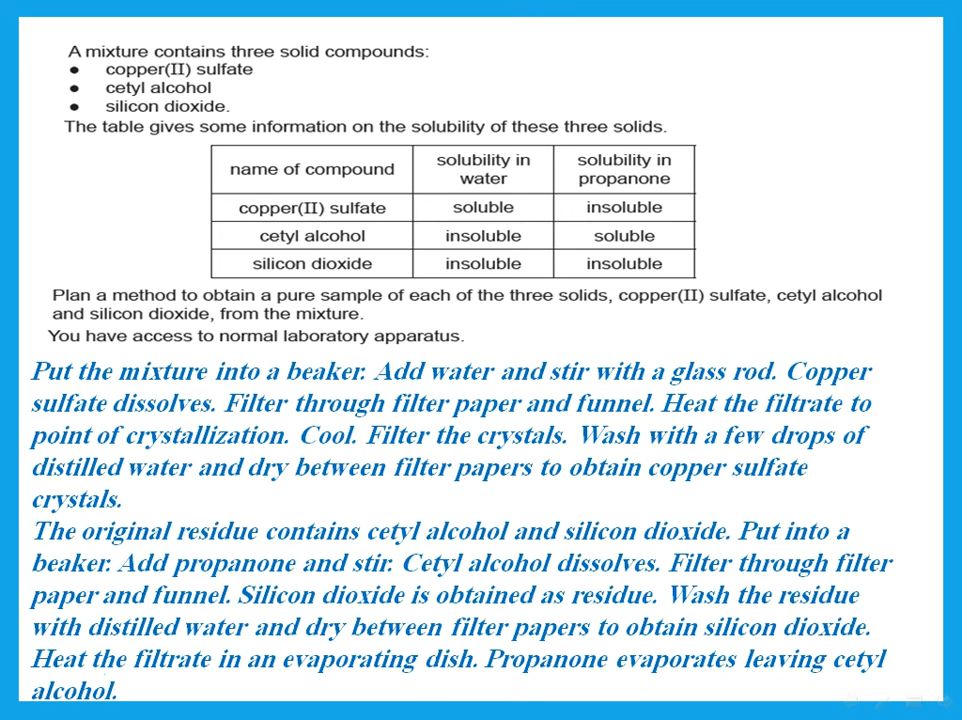 A mixture contains three solid compounds:
● copper(II) sulfate
● cetyl alcohol
● silicon dioxide.
The table gives some information on the solubility of these three solids.
name of compound solubility in water solubility in propanone
copper(II) sulfate soluble insoluble
cetyl alcohol insoluble soluble
silicon dioxide insoluble insoluble
Plan a method to obtain a pure sample of each of the three solids, copper(II) sulfate, cetyl alcohol
and silicon dioxide, from the mixture.
You have access to normal laboratory apparatus.
Put the mixture into a beaker. Add water and stir with a glass rod. Copper
sulfate dissolves. Filter through filter paper and funnel. Heat the filtrate to
point of crystallization. Cool. Filter the crystals. Wash with a few drops of
distilled water and dry between filter papers to obtain copper sulfate
crystals.
The original residue contains cetyl alcohol and silicon dioxide. Put into a
beaker. Add propanone and stir. Cetyl alcohol dissolves. Filter through filter
paper and funnel. Silicon dioxide is obtained as residue. Wash the residue
with distilled water and dry between filter papers to obtain silicon dioxide.
Heat the filtrate in an evaporating dish. Propanone evaporates leaving cetyl
alcohol.